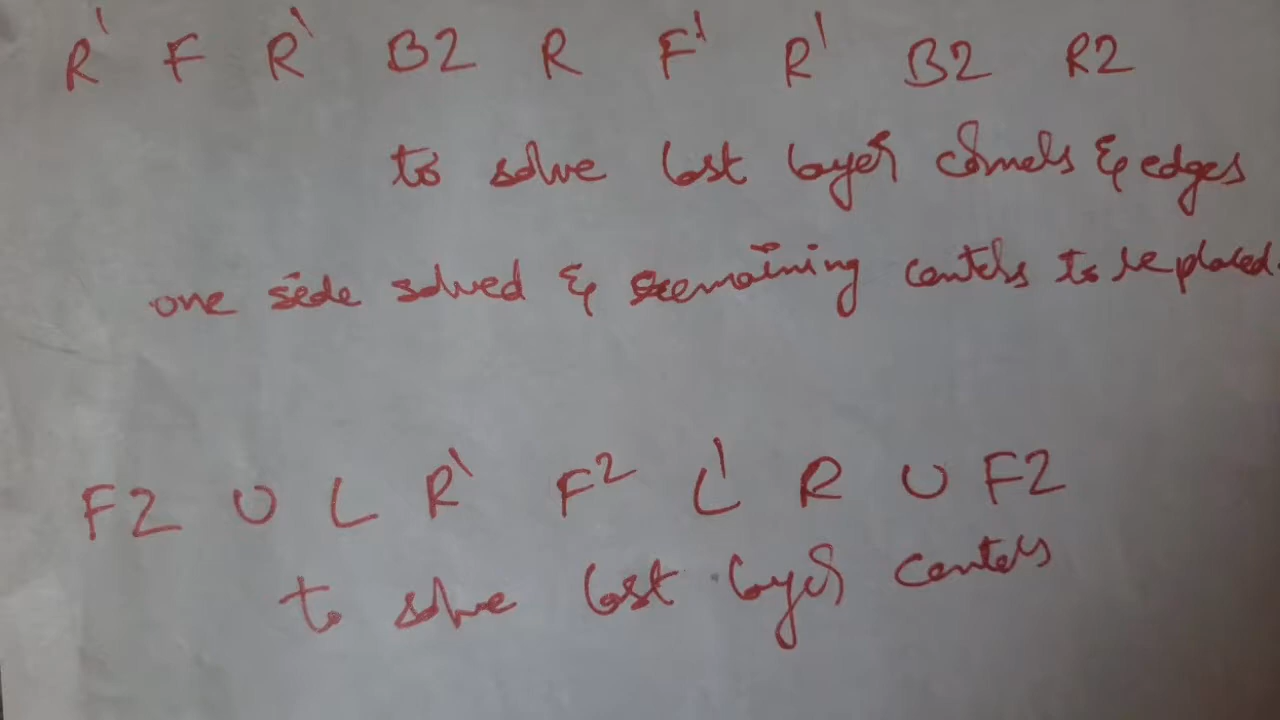 R' F R' B2 R F' R' B2 R2
to solve last layer corners & edges
one side solved & remaining centers to be placed.
F2 U L R' F2 L' R U F2
to solve last layer centers